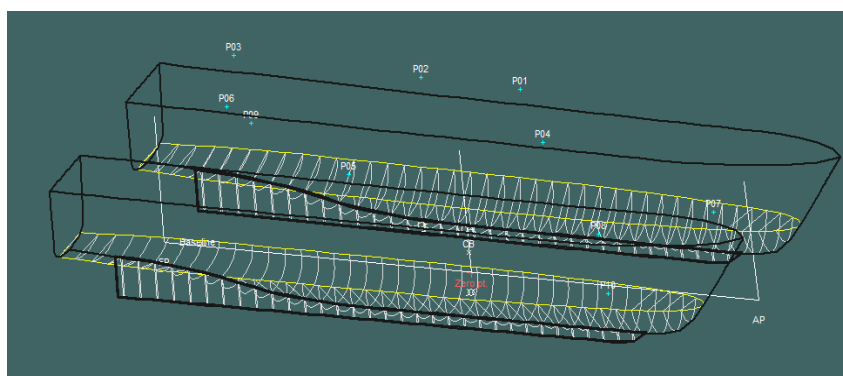 P03
P02
P01
P06
P09
P04
P05
P07
P08
Baseline
CB
Zero pt.
P10
AP